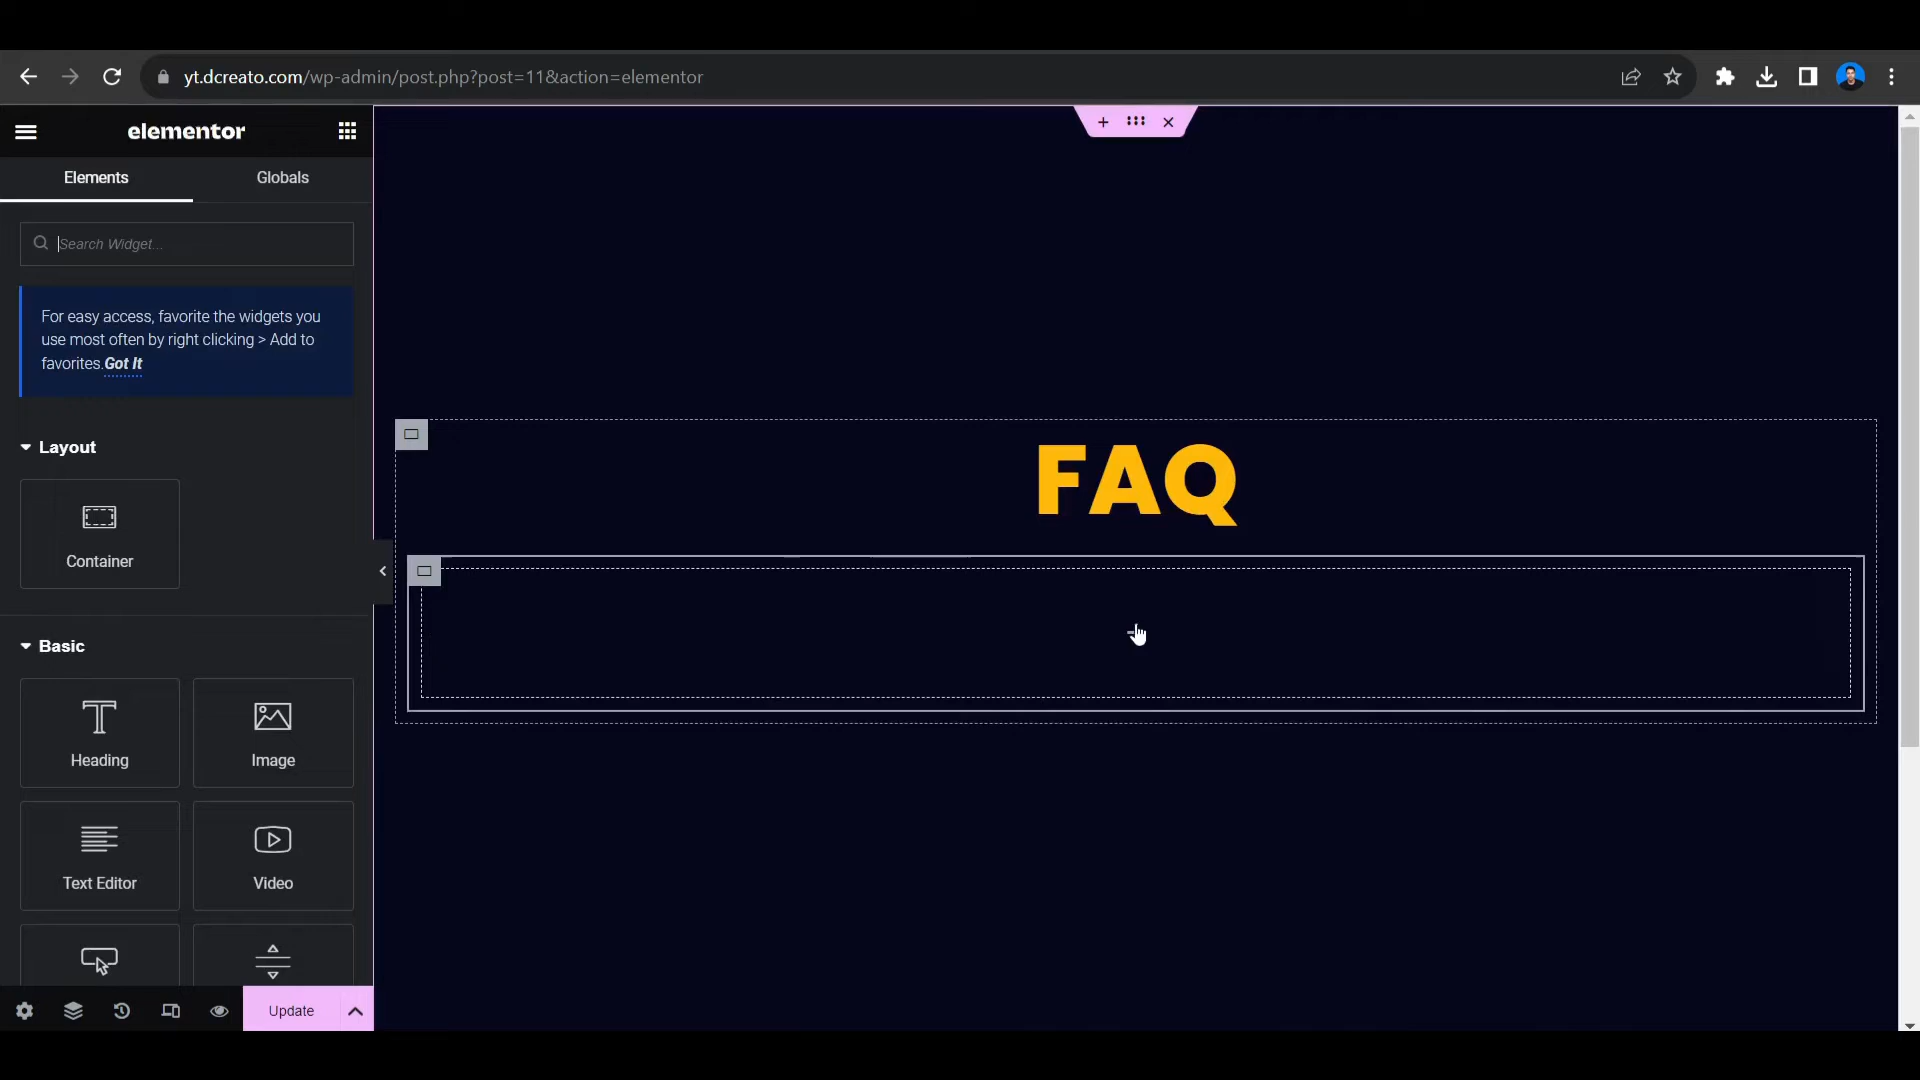 yt.dcreato.com/wp-admin/post.php?post=11&action=elementor
elementor
Elements
Globals
Search Widget...
For easy access, favorite the widgets you
use most often by right clicking > Add to
favorites.Got It
Layout
Container
Basic
Heading
Image
Text Editor
Video
Update
FAQ